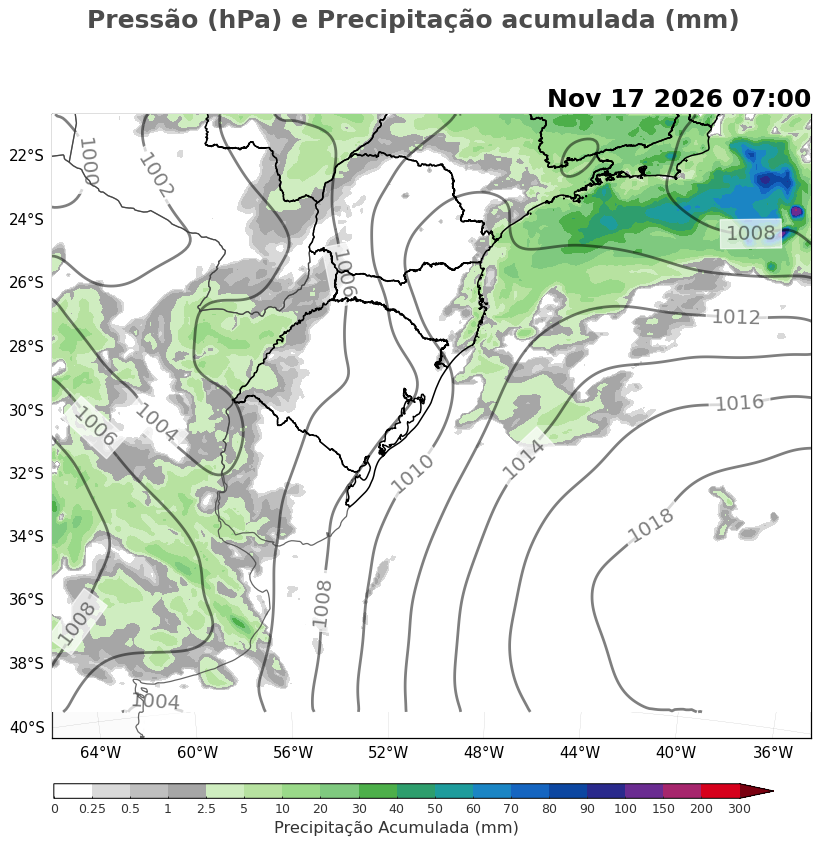 Pressão (hPa) e Precipitação acumulada (mm)
Nov 17 2026 07:00
1000
1002
1006
1008
1012
1004
1006
1016
1010
1014
1018
1008
1008
1004
22°S
24°S
26°S
28°S
30°S
32°S
34°S
36°S
38°S
40°S
64°W 60°W 56°W 52°W 48°W 44°W 40°W 36°W
0 0.25 0.5 1 2.5 5 10 20 30 40 50 60 70 80 90 100 150 200 300
Precipitação Acumulada (mm)